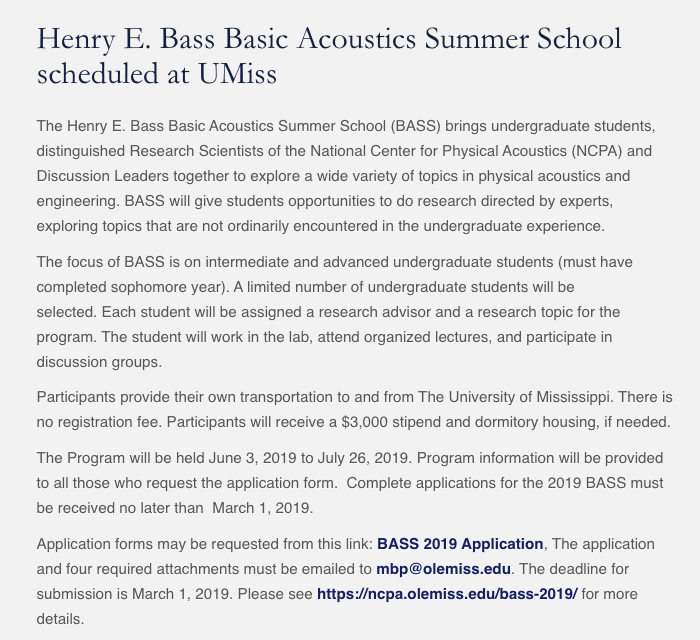 Henry E. Bass Basic Acoustics Summer School
scheduled at UMiss
The Henry E. Bass Basic Acoustics Summer School (BASS) brings undergraduate students,
distinguished Research Scientists of the National Center for Physical Acoustics (NCPA) and
Discussion Leaders together to explore a wide variety of topics in physical acoustics and
engineering. BASS will give students opportunities to do research directed by experts,
exploring topics that are not ordinarily encountered in the undergraduate experience.
The focus of BASS is on intermediate and advanced undergraduate students (must have
completed sophomore year). A limited number of undergraduate students will be
selected. Each student will be assigned a research advisor and a research topic for the
program. The student will work in the lab, attend organized lectures, and participate in
discussion groups.
Participants provide their own transportation to and from The University of Mississippi. There is
no registration fee. Participants will receive a $3,000 stipend and dormitory housing, if needed.
The Program will be held June 3, 2019 to July 26, 2019. Program information will be provided
to all those who request the application form.  Complete applications for the 2019 BASS must
be received no later than  March 1, 2019.
Application forms may be requested from this link: BASS 2019 Application, The application
and four required attachments must be emailed to mbp@olemiss.edu. The deadline for
submission is March 1, 2019. Please see https://ncpa.olemiss.edu/bass-2019/ for more
details.